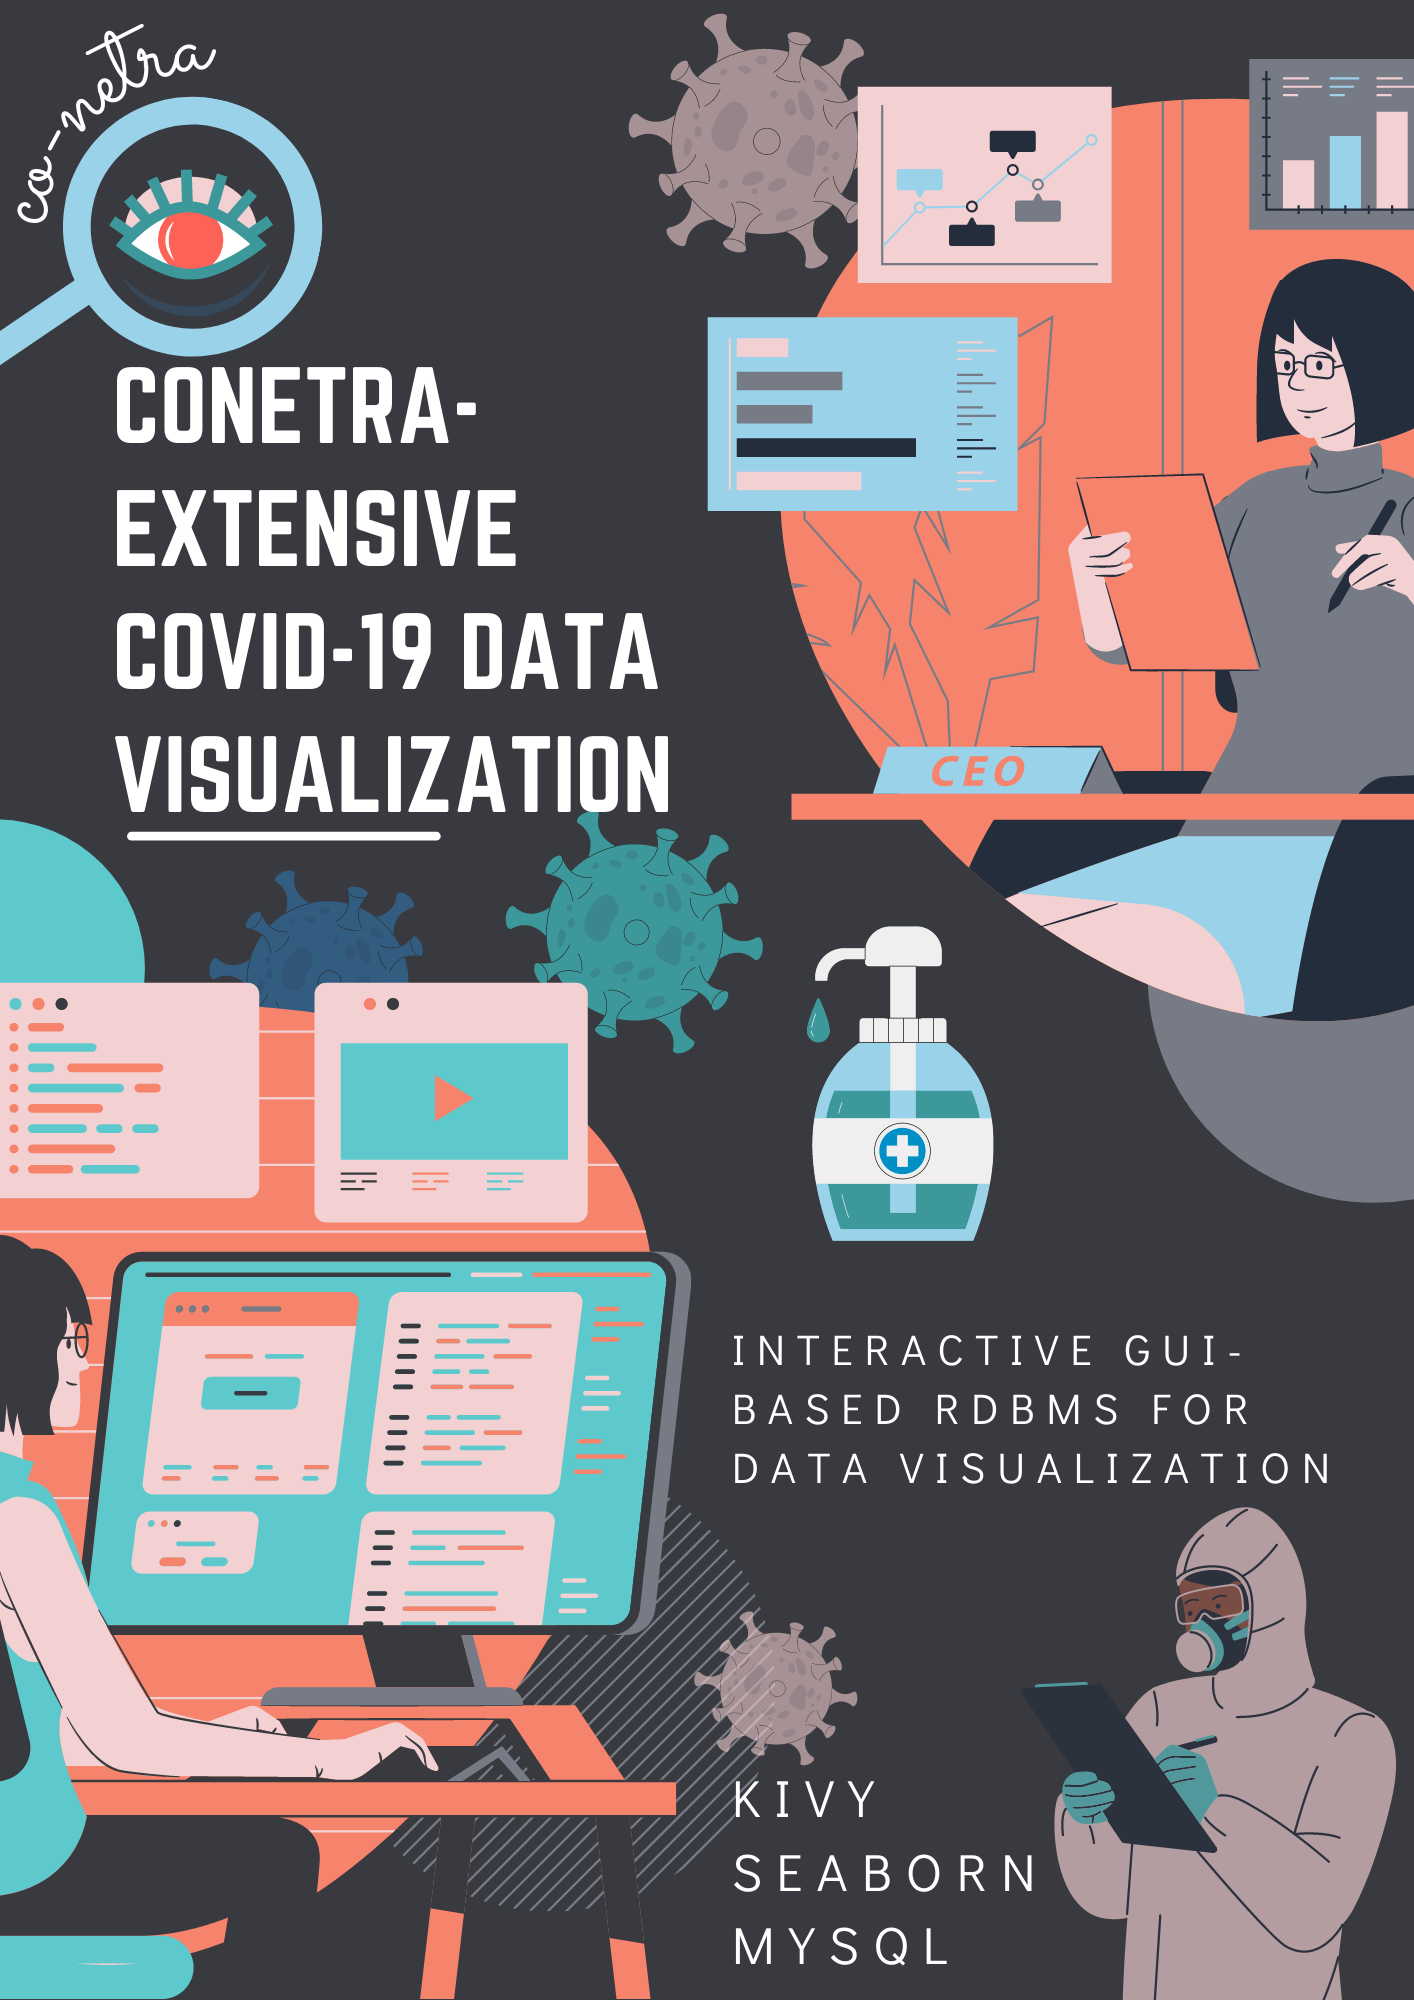 co-netra
CONETRA-
EXTENSIVE
COVID-19 DATA
VISUALIZATION
CEO
INTERACTIVE GUI-
BASED RDBMS FOR
DATA VISUALIZATION
KIVY
SEABORN
MYSQL